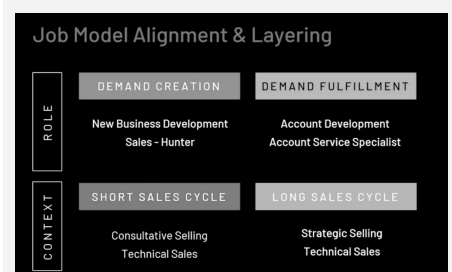 Job Model Alignment & Layering
ROLE
DEMAND CREATION
New Business Development
Sales - Hunter
DEMAND FULFILLMENT
Account Development
Account Service Specialist
CONTEXT
SHORT SALES CYCLE
Consultative Selling
Technical Sales
LONG SALES CYCLE
Strategic Selling
Technical Sales